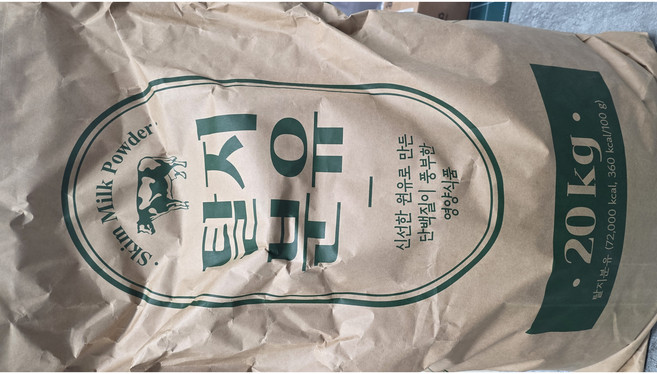 · Skim Milk Powder ·
탈지
분유
신선한 원유로 만든
단백질이 풍부한
영양식품
· 20 kg ·
탈지분유 (72,000 kcal, 360 kcal/100 g)